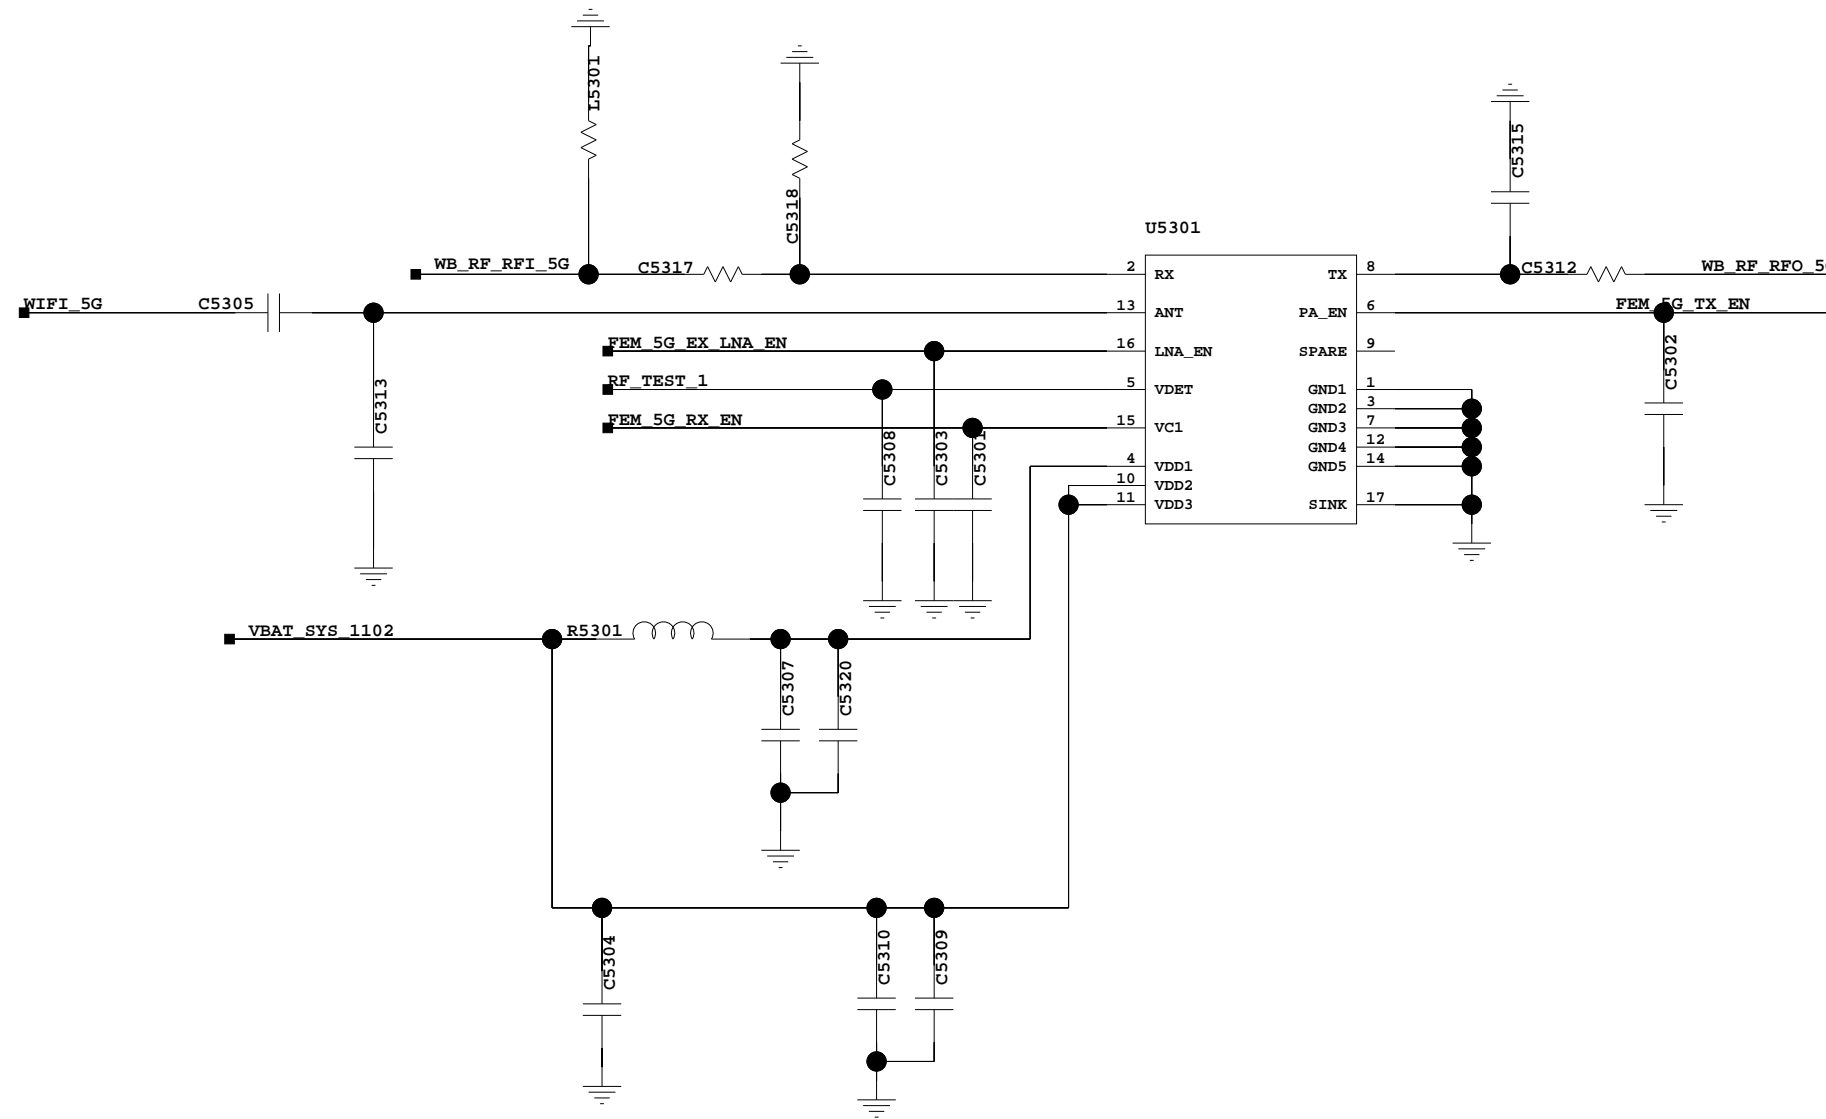 L5301
C5318
C5315
U5301
WB_RF_RFI_5G
C5317
2 RX
TX 8
C5312
WB_RF_RFO_5
WIFI_5G
C5305
13 ANT
PA_EN 6
FEM_5G_TX_EN
FEM_5G_EX_LNA_EN
16 LNA_EN
SPARE 9
C5302
RF_TEST_1
5 VDET
GND1 1
C5313
GND2 3
FEM_5G_RX_EN
15 VC1
GND3 7
GND4 12
C5308
C5303
C5301
4 VDD1
GND5 14
10 VDD2
11 VDD3
SINK 17
VBAT_SYS_1102
R5301
C5307
C5320
C5304
C5310
C5309